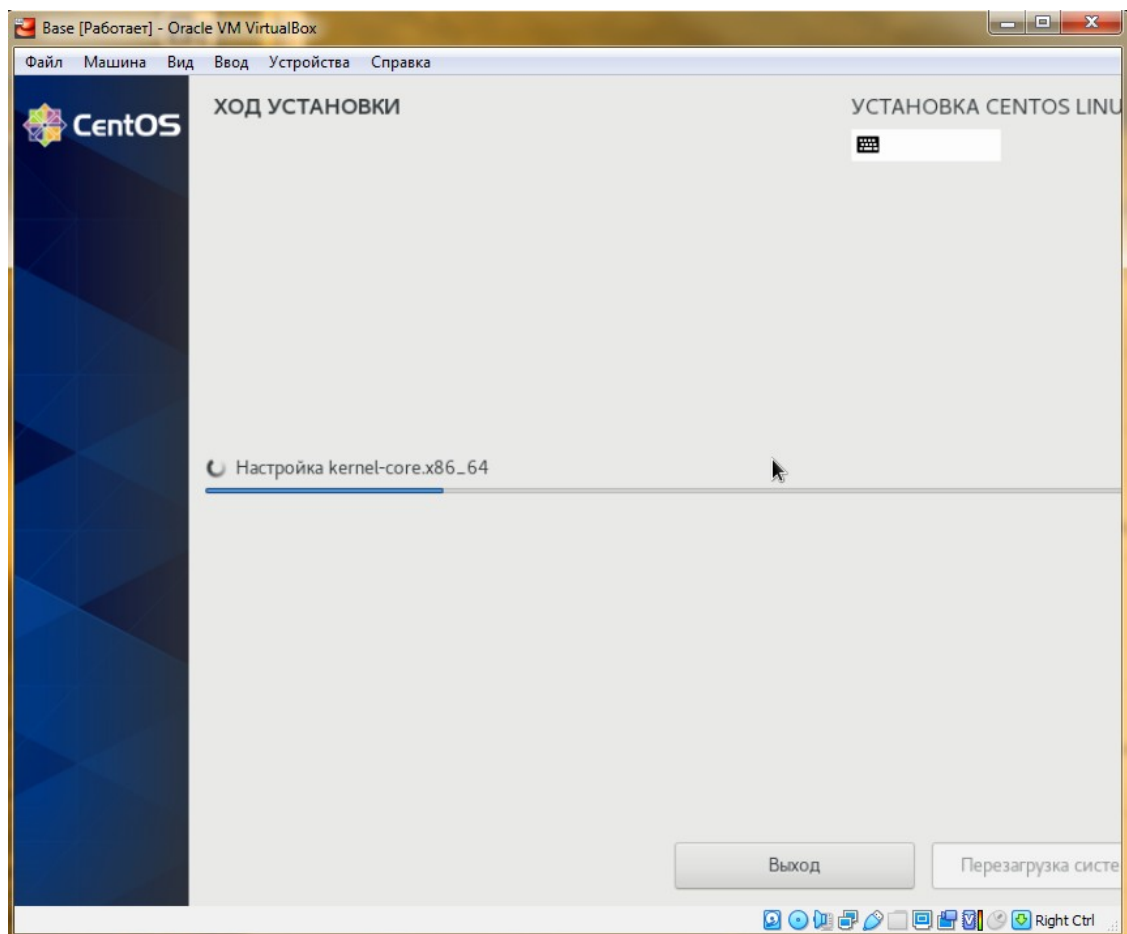 Base [Работает] - Oracle VM VirtualBox
Файл Машина Вид Ввод Устройства Справка
CentOS
ХОД УСТАНОВКИ
УСТАНОВКА CENTOS LINU
Настройка kernel-core.x86_64
Выход
Перезагрузка систе
Right Ctrl